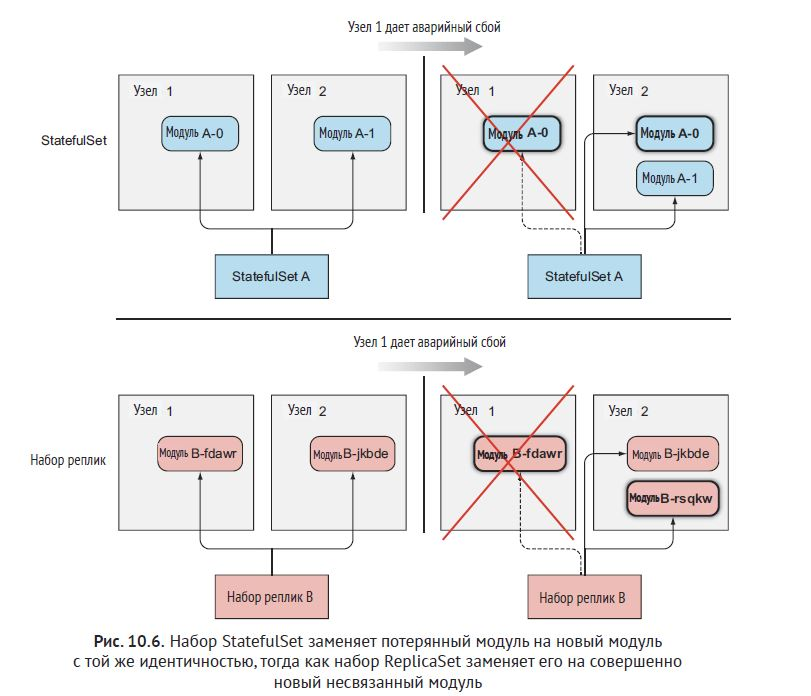 Узел 1 дает аварийный сбой
Узел 1
Узел 2
Узел 1
Узел 2
StatefulSet
Модуль A-0
Модуль A-1
Модуль A-0
Модуль A-0
Модуль A-1
StatefulSet A
StatefulSet A
Узел 1 дает аварийный сбой
Узел 1
Узел 2
Узел 1
Узел 2
Набор реплик
Модуль B-fdawr
Модуль B-jkbde
Модуль B-fdawr
Модуль B-jkbde
Модуль B-rsqkw
Набор реплик B
Набор реплик B
Рис. 10.6. Набор StatefulSet заменяет потерянный модуль на новый модуль
с той же идентичностью, тогда как набор ReplicaSet заменяет его на совершенно
новый несвязанный модуль